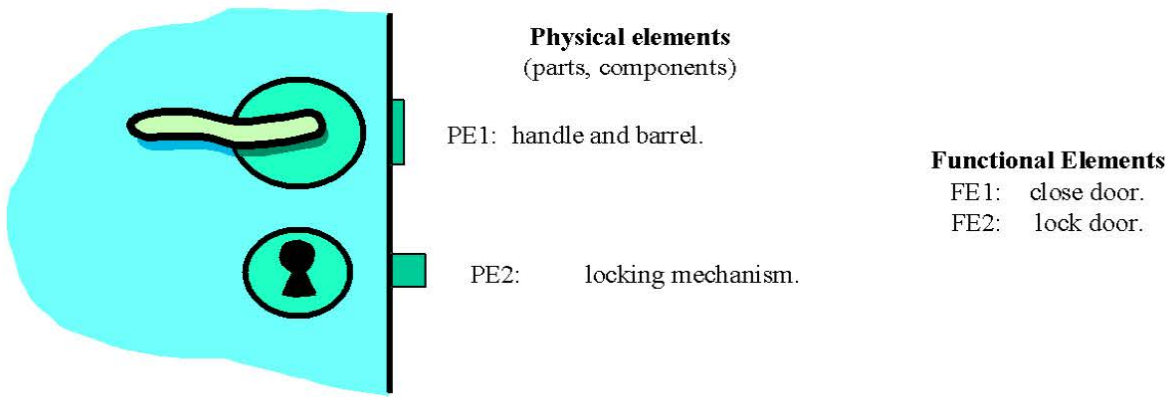 Physical elements
(parts, components)
PE1: handle and barrel.
Functional Elements
FE1: close door.
FE2: lock door.
PE2: locking mechanism.